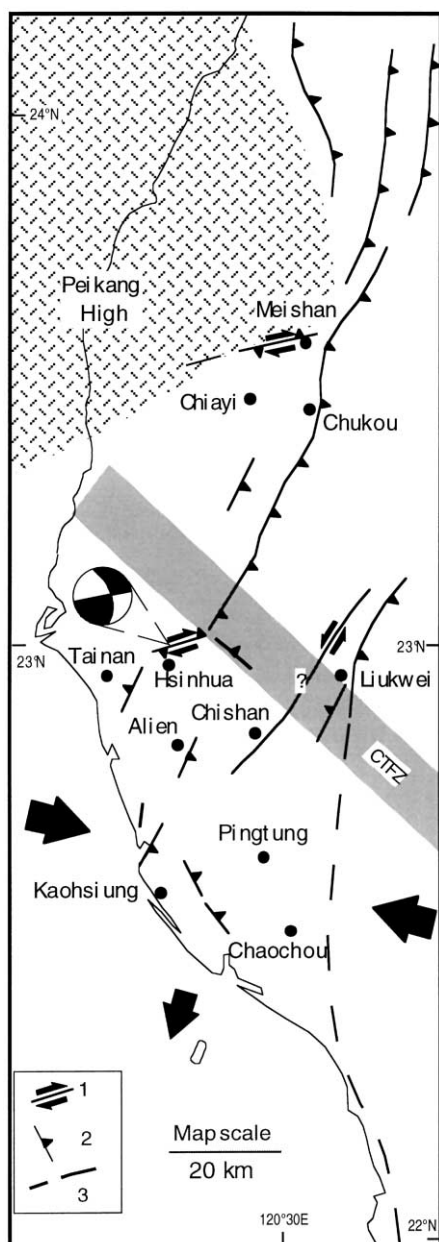 24°N
Peikang
High
Meishan
Chiayi
Chukou
23°N
23°N
Tainan
Hsinhua
?
Liukwei
Alien
Chishan
CTFZ
Pingtung
Kaohsiung
Chaochou
1
2
3
Map scale
20 km
120°30E
22°N